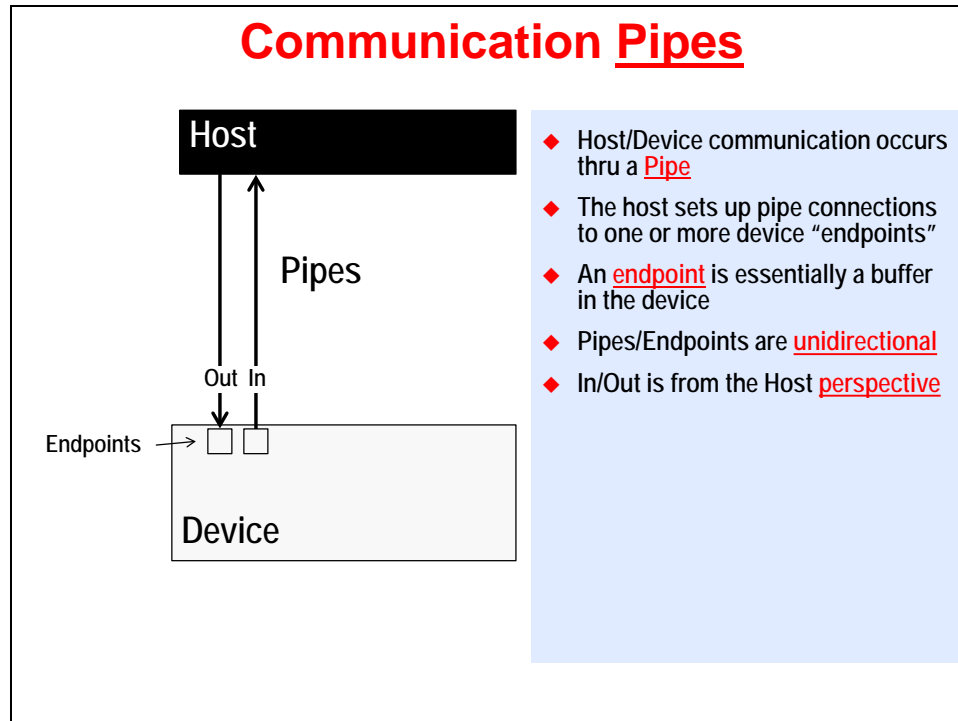 Communication Pipes
Host
Pipes
Out In
Endpoints
Device
◆ Host/Device communication occurs
thru a Pipe
◆ The host sets up pipe connections
to one or more device “endpoints”
◆ An endpoint is essentially a buffer
in the device
◆ Pipes/Endpoints are unidirectional
◆ In/Out is from the Host perspective